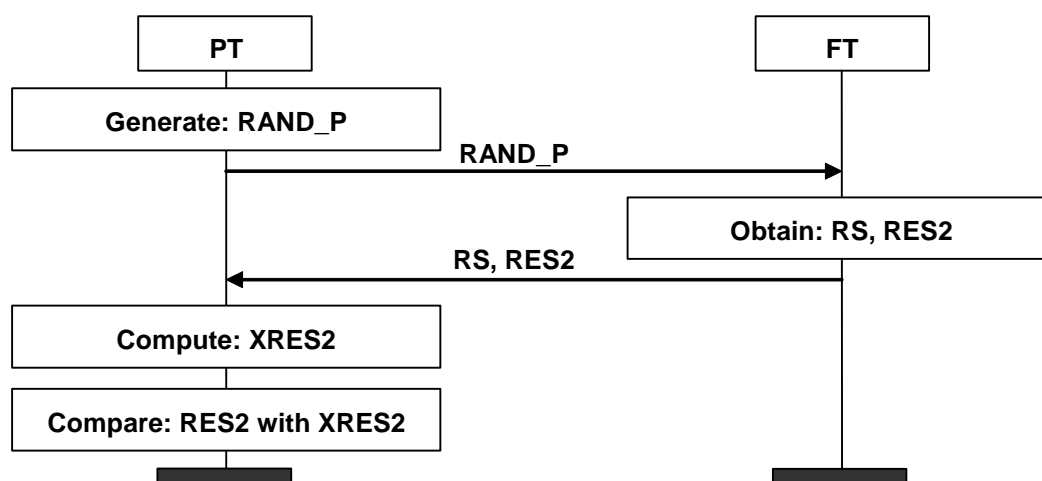 PT
FT
Generate: RAND_P
RAND_P
Obtain: RS, RES2
RS, RES2
Compute: XRES2
Compare: RES2 with XRES2